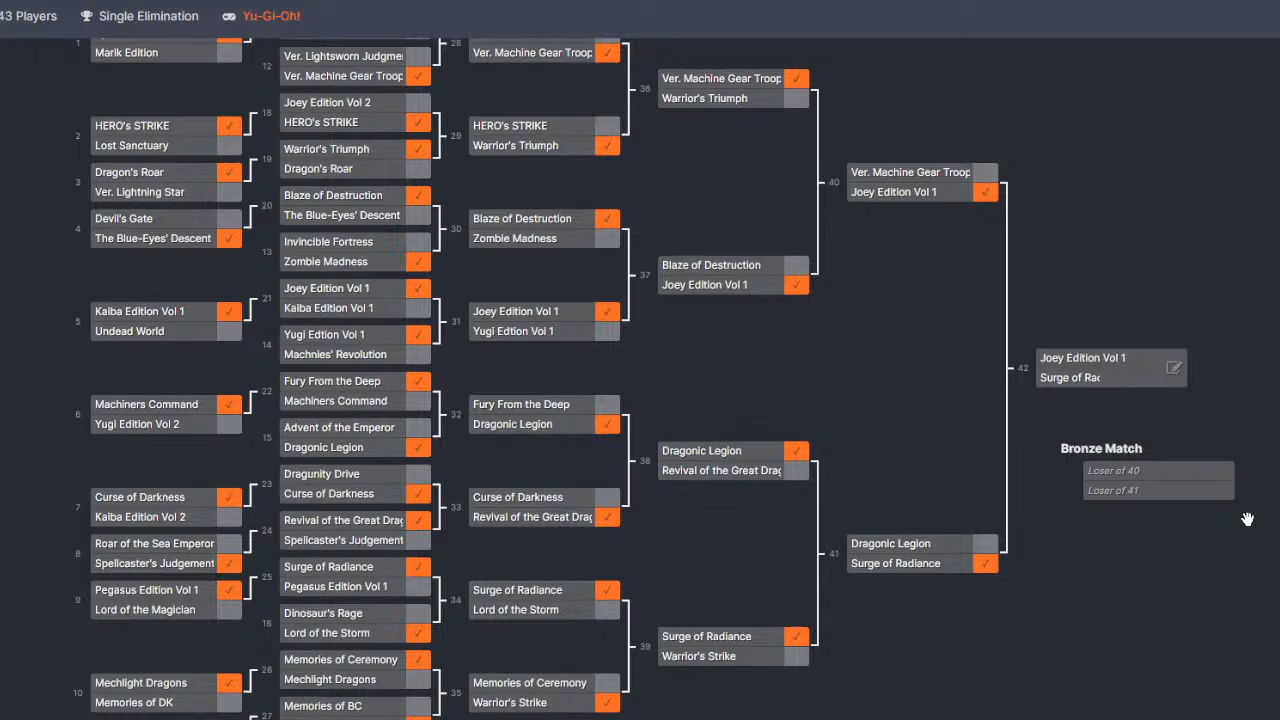 43 Players
Single Elimination
Yu-Gi-Oh!
1
Marik Edition
2
HERO's STRIKE
Lost Sanctuary
3
Dragon's Roar
Ver. Lightning Star
4
Devil's Gate
The Blue-Eyes' Descent
5
Kaiba Edition Vol 1
Undead World
6
Machiners Command
Yugi Edition Vol 2
7
Curse of Darkness
Kaiba Edition Vol 2
8
Roar of the Sea Emperor
Spellcaster's Judgement
9
Pegasus Edition Vol 1
Lord of the Magician
10
Mechlight Dragons
Memories of DK
12
Ver. Lightsworn Judgme
Ver. Machine Gear Troop
18
Joey Edition Vol 2
HERO's STRIKE
19
Warrior's Triumph
Dragon's Roar
20
Blaze of Destruction
The Blue-Eyes' Descent
13
Invincible Fortress
Zombie Madness
21
Joey Edition Vol 1
Kaiba Edition Vol 1
14
Yugi Edtion Vol 1
Machnies' Revolution
22
Fury From the Deep
Machiners Command
15
Advent of the Emperor
Dragonic Legion
23
Dragunity Drive
Curse of Darkness
24
Revival of the Great Drag
Spellcaster's Judgement
25
Surge of Radiance
Pegasus Edition Vol 1
16
Dinosaur's Rage
Lord of the Storm
26
Memories of Ceremony
Mechlight Dragons
27
Memories of BC
28
Ver. Machine Gear Troop
29
HERO's STRIKE
Warrior's Triumph
30
Blaze of Destruction
Zombie Madness
31
Joey Edition Vol 1
Yugi Edtion Vol 1
32
Fury From the Deep
Dragonic Legion
33
Curse of Darkness
Revival of the Great Drag
34
Surge of Radiance
Lord of the Storm
35
Memories of Ceremony
Warrior's Strike
36
Ver. Machine Gear Troop
Warrior's Triumph
37
Blaze of Destruction
Joey Edition Vol 1
38
Dragonic Legion
Revival of the Great Drag
39
Surge of Radiance
Warrior's Strike
40
Ver. Machine Gear Troop
Joey Edition Vol 1
41
Dragonic Legion
Surge of Radiance
42
Joey Edition Vol 1
Surge of Rac
Bronze Match
Loser of 40
Loser of 41